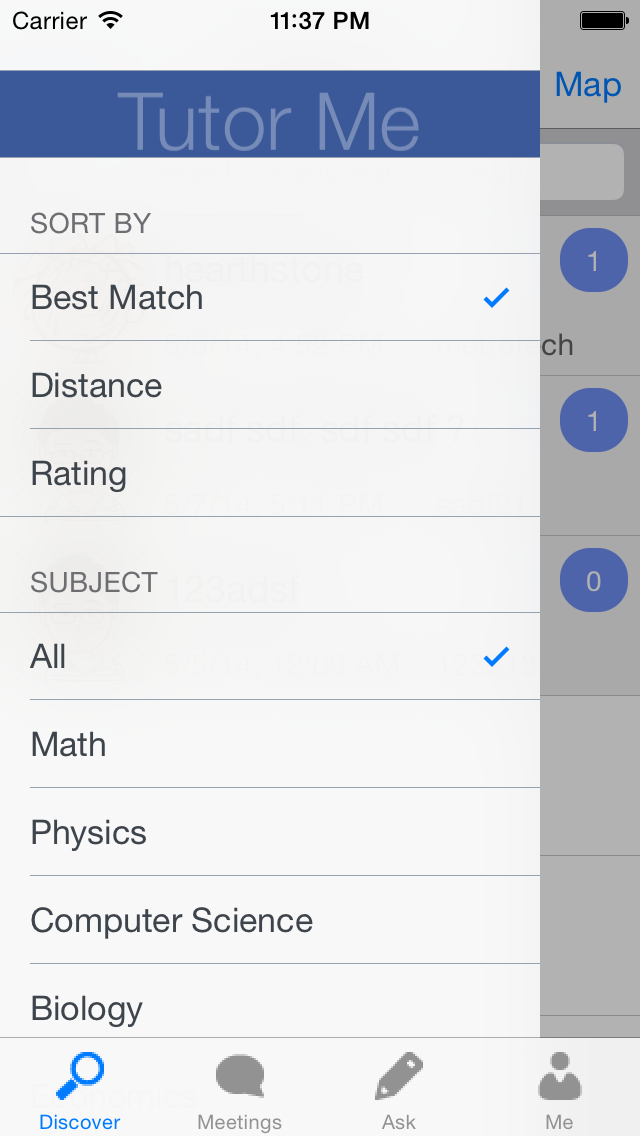 Carrier 11:37 PM
Tutor Me
Map
SORT BY
hearthstone
1
Best Match
ch
Distance
sadf sdf sdf sdf ?
1
Rating
SUBJECT
123adsf
0
All
Math
Physics
Computer Science
Biology
Economics
Discover Meetings Ask Me